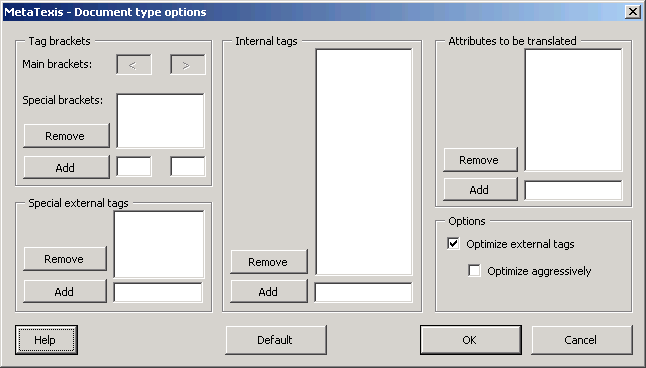 MetaTexis - Document type options
Tag brackets
Main brackets:
<
>
Special brackets:
Remove
Add
Special external tags
Remove
Add
Internal tags
Remove
Add
Attributes to be translated
Remove
Add
Options
Optimize external tags
Optimize aggressively
Help
Default
OK
Cancel